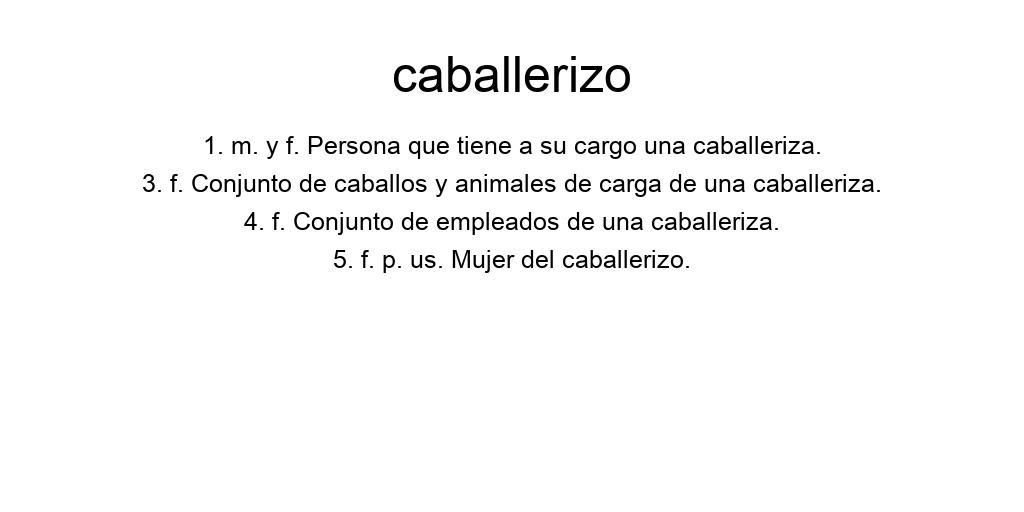 caballerizo
1. m. y f. Persona que tiene a su cargo una caballeriza.
3. f. Conjunto de caballos y animales de carga de una caballeriza.
4. f. Conjunto de empleados de una caballeriza.
5. f. p. us. Mujer del caballerizo.